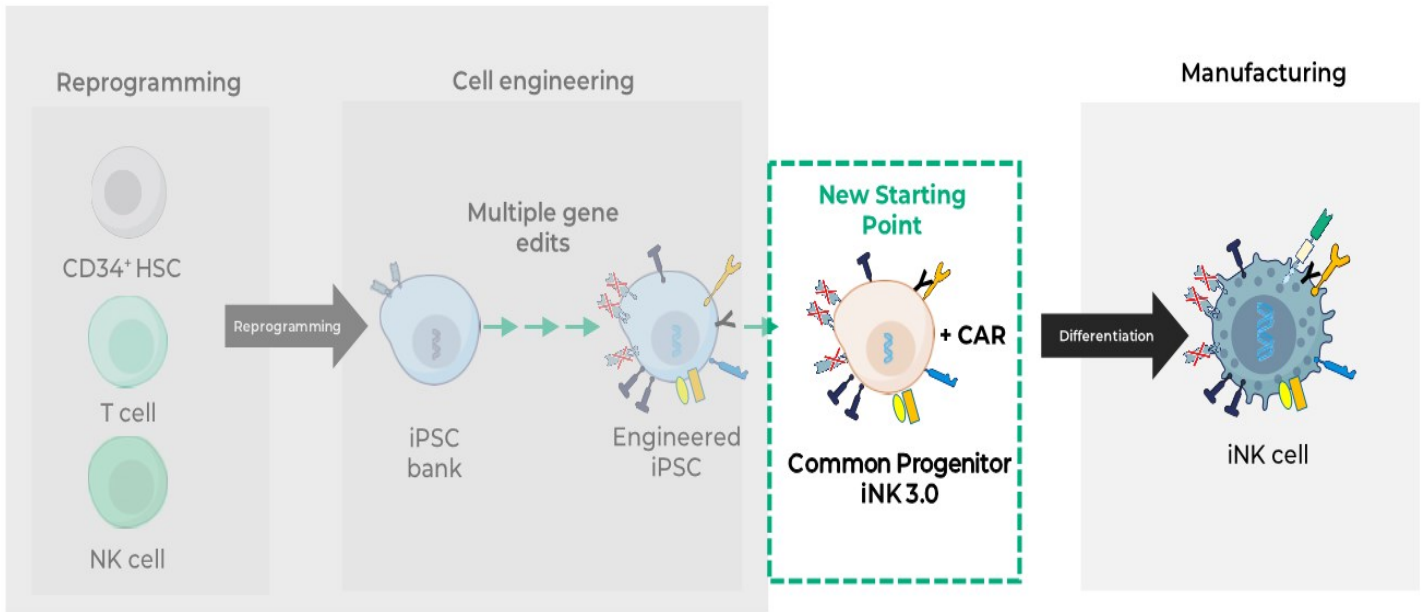 Reprogramming
CD34⁺ HSC
T cell
NK cell
Reprogramming
Cell engineering
Multiple gene
edits
iPSC
bank
Engineered
iPSC
New Starting
Point
+ CAR
Common Progenitor
iNK 3.0
Differentiation
Manufacturing
iNK cell